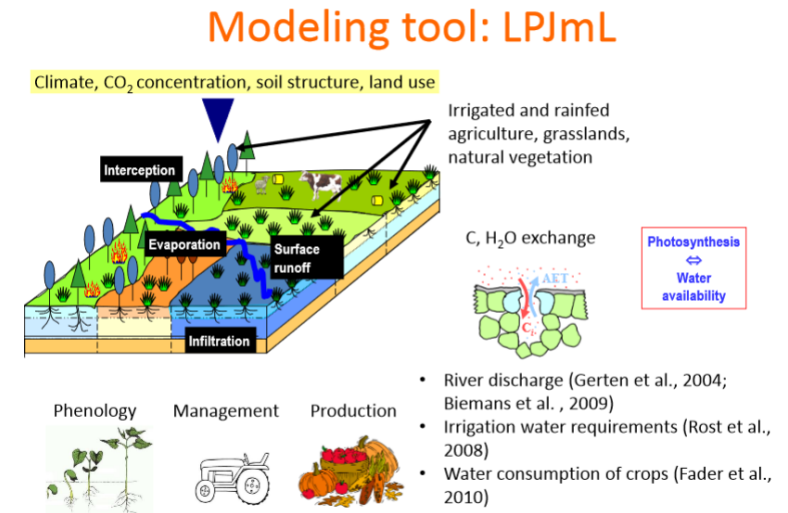 Modeling tool: LPJmL
Climate, CO₂ concentration, soil structure, land use
Irrigated and rainfed
agriculture, grasslands,
natural vegetation
Interception
Evaporation
Surface
runoff
Infiltration
C, H₂O exchange
AET
Photosynthesis
⇔
Water
availability
Phenology
Management
Production
• River discharge (Gerten et al., 2004;
Biemans et al. , 2009)
• Irrigation water requirements (Rost et al.,
2008)
• Water consumption of crops (Fader et al.,
2010)